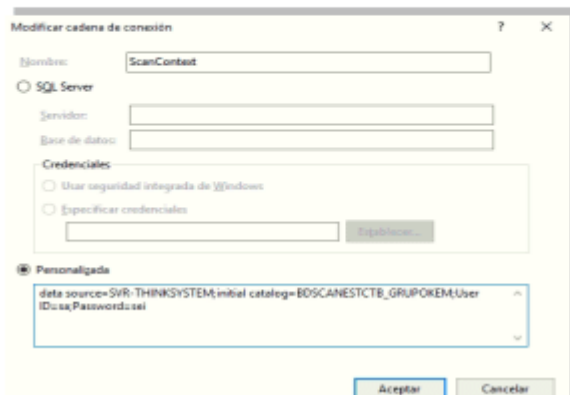 Modificar cadena de conexión ? ×
Nombre: ScanContext
SQL Server
Servidor:
Base de datos:
Credenciales
Usar seguridad integrada de Windows
Especificar credenciales
Establecer...
Personalizada
data source=SVR-THINKSYSTEM;initial catalog=BDSCANESTCTB_GRUPOKEM;User
ID=sa;Password=sei
Aceptar Cancelar